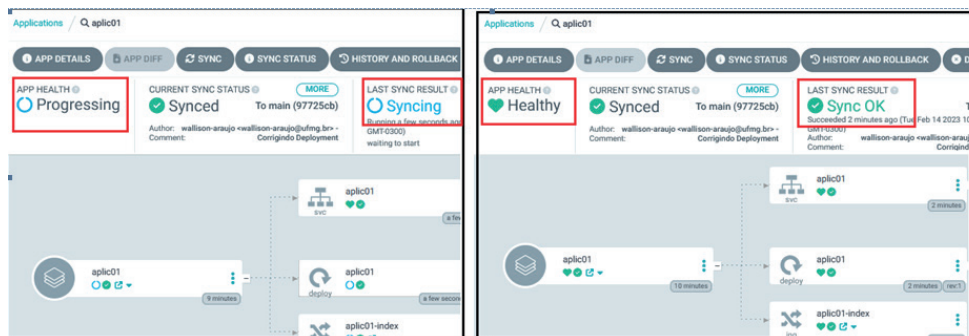 Applications / aplic01
APP DETAILS APP DIFF SYNC SYNC STATUS HISTORY AND ROLLBACK
APP HEALTH
Progressing
CURRENT SYNC STATUS MORE
Synced To main (97725cb)
Author: wallison-araujo <wallison-araujo@ufmg.br> -
Comment: Corrigindo Deployment
LAST SYNC RESULT
Syncing
Running a few seconds ago
GMT-0300)
waiting to start
aplic01
svc
a few
aplic01
9 minutes
aplic01
deploy
a few secon
aplic01-index
Applications / aplic01
APP DETAILS APP DIFF SYNC SYNC STATUS HISTORY AND ROLLBACK D
APP HEALTH
Healthy
CURRENT SYNC STATUS MORE
Synced To main (97725cb)
Author: wallison-araujo <wallison-araujo@ufmg.br> -
Comment: Corrigindo Deployment
LAST SYNC RESULT
Sync OK T
Succeeded 2 minutes ago (Tue Feb 14 2023 10
GMT-0300)
Author: wallison-araujo <wallison-a
Comment: Corrigind
aplic01
svc
2 minutes
aplic01
10 minutes
aplic01
deploy
2 minutes rev:1
aplic01-index
ing